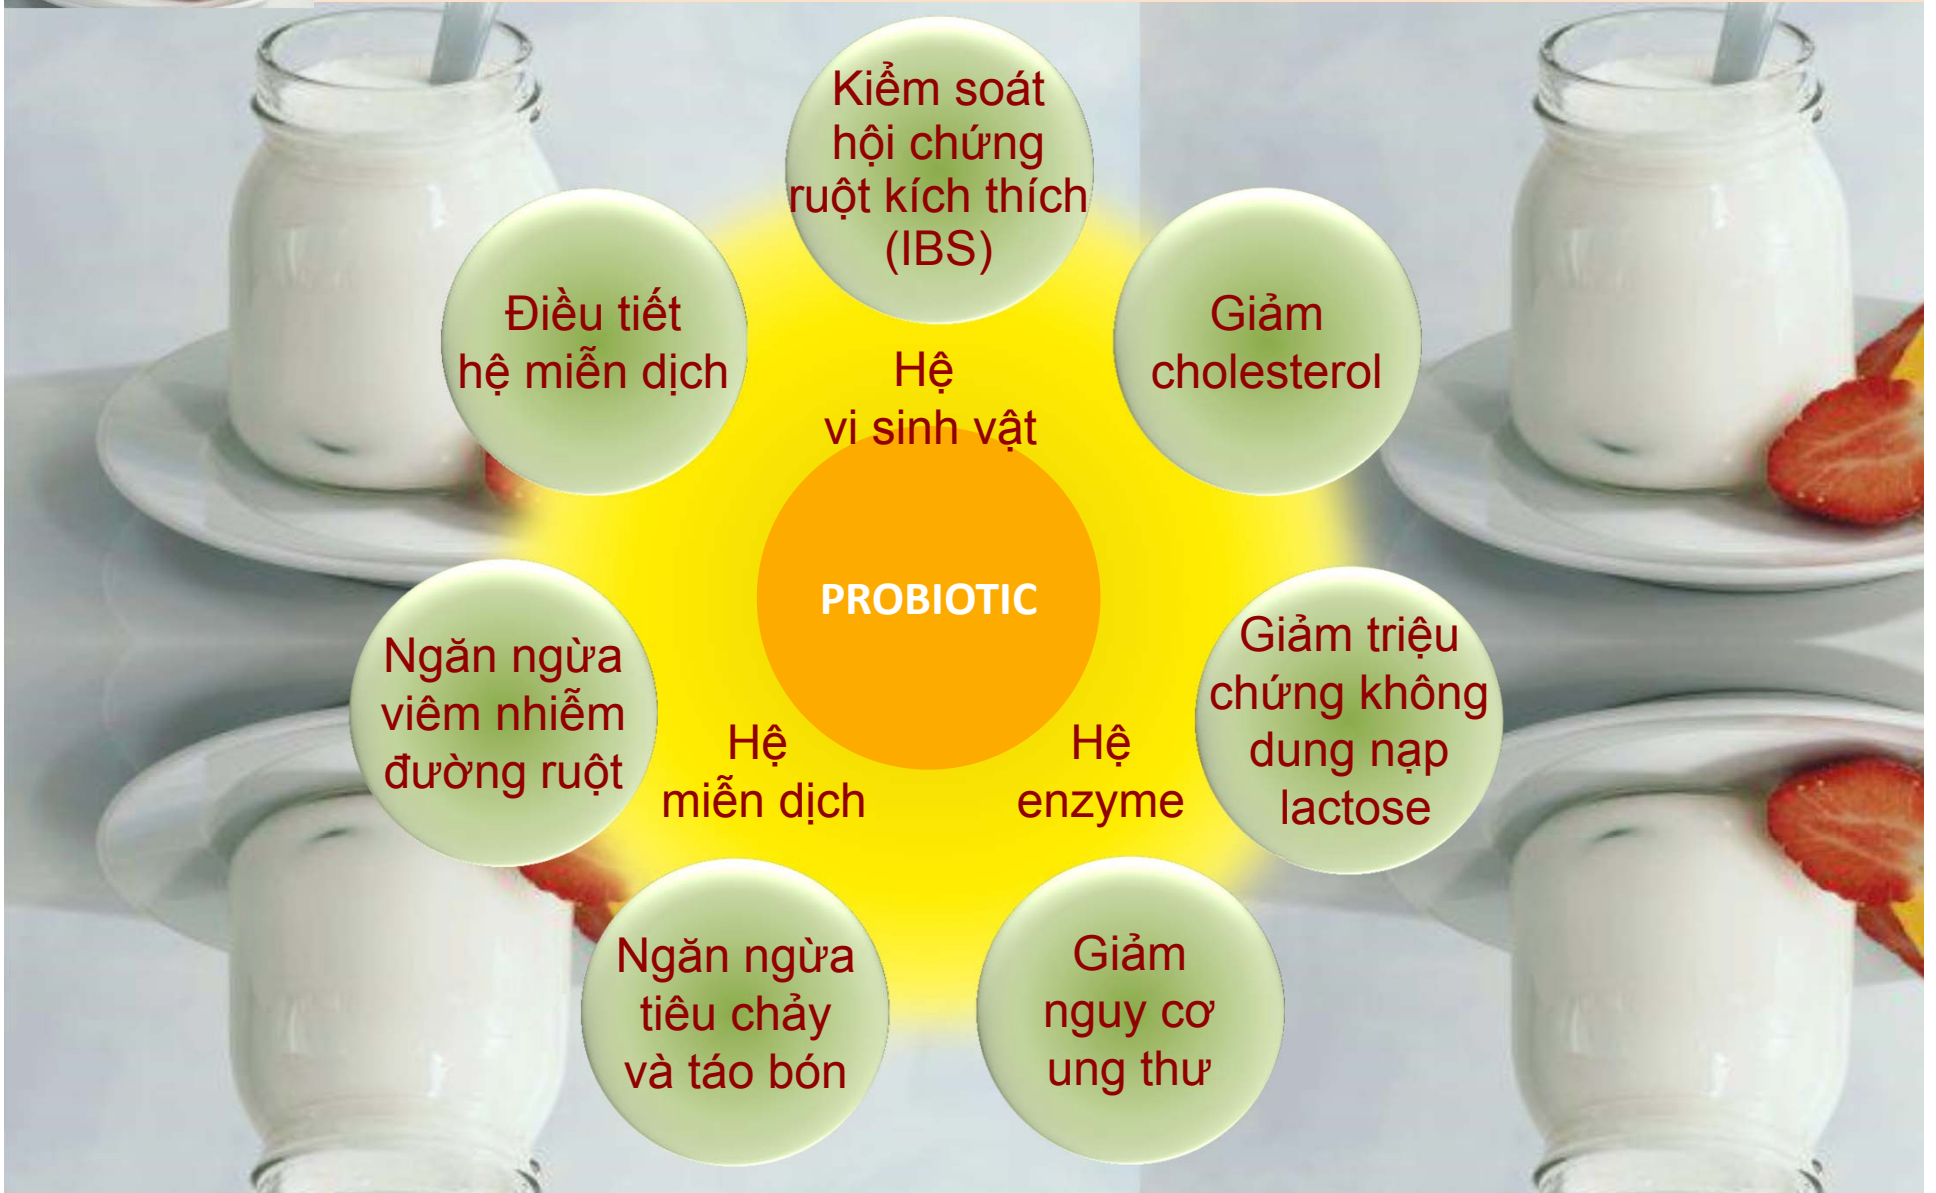 Kiểm soát
hội chứng
ruột kích thích
(IBS)
Điều tiết
hệ miễn dịch
Giảm
cholesterol
Hệ
vi sinh vật
PROBIOTIC
Ngăn ngừa
viêm nhiễm
đường ruột
Giảm triệu
chứng không
dung nạp
lactose
Hệ
miễn dịch
Hệ
enzyme
Ngăn ngừa
tiêu chảy
và táo bón
Giảm
nguy cơ
ung thư